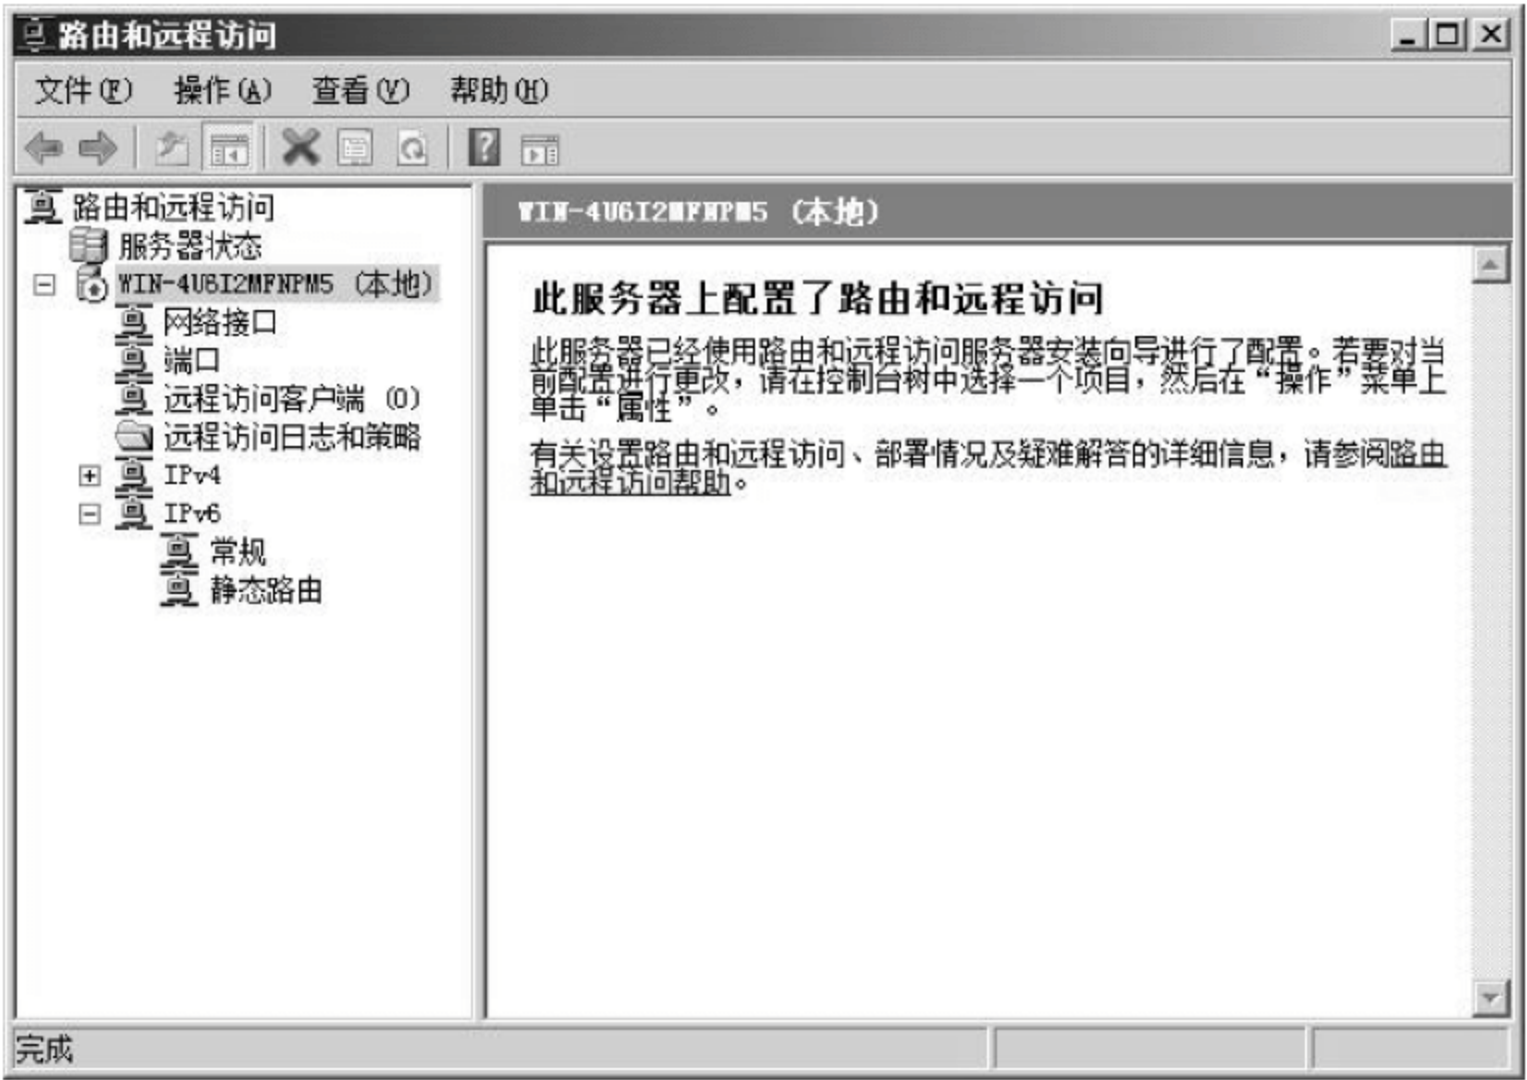 路由和远程访问
文件(F) 操作(A) 查看(V) 帮助(H)
路由和远程访问
服务器状态
WIN-4U6I2MFNPM5 (本地)
网络接口
端口
远程访问客户端 (0)
远程访问日志和策略
IPv4
IPv6
常规
静态路由
WIN-4U6I2MFNPM5 (本地)
此服务器上配置了路由和远程访问
此服务器已经使用路由和远程访问服务器安装向导进行了配置。若要对当
前配置进行更改，请在控制台树中选择一个项目，然后在“操作”菜单上
单击“属性”。
有关设置路由和远程访问、部署情况及疑难解答的详细信息，请参阅路由
和远程访问帮助。
完成